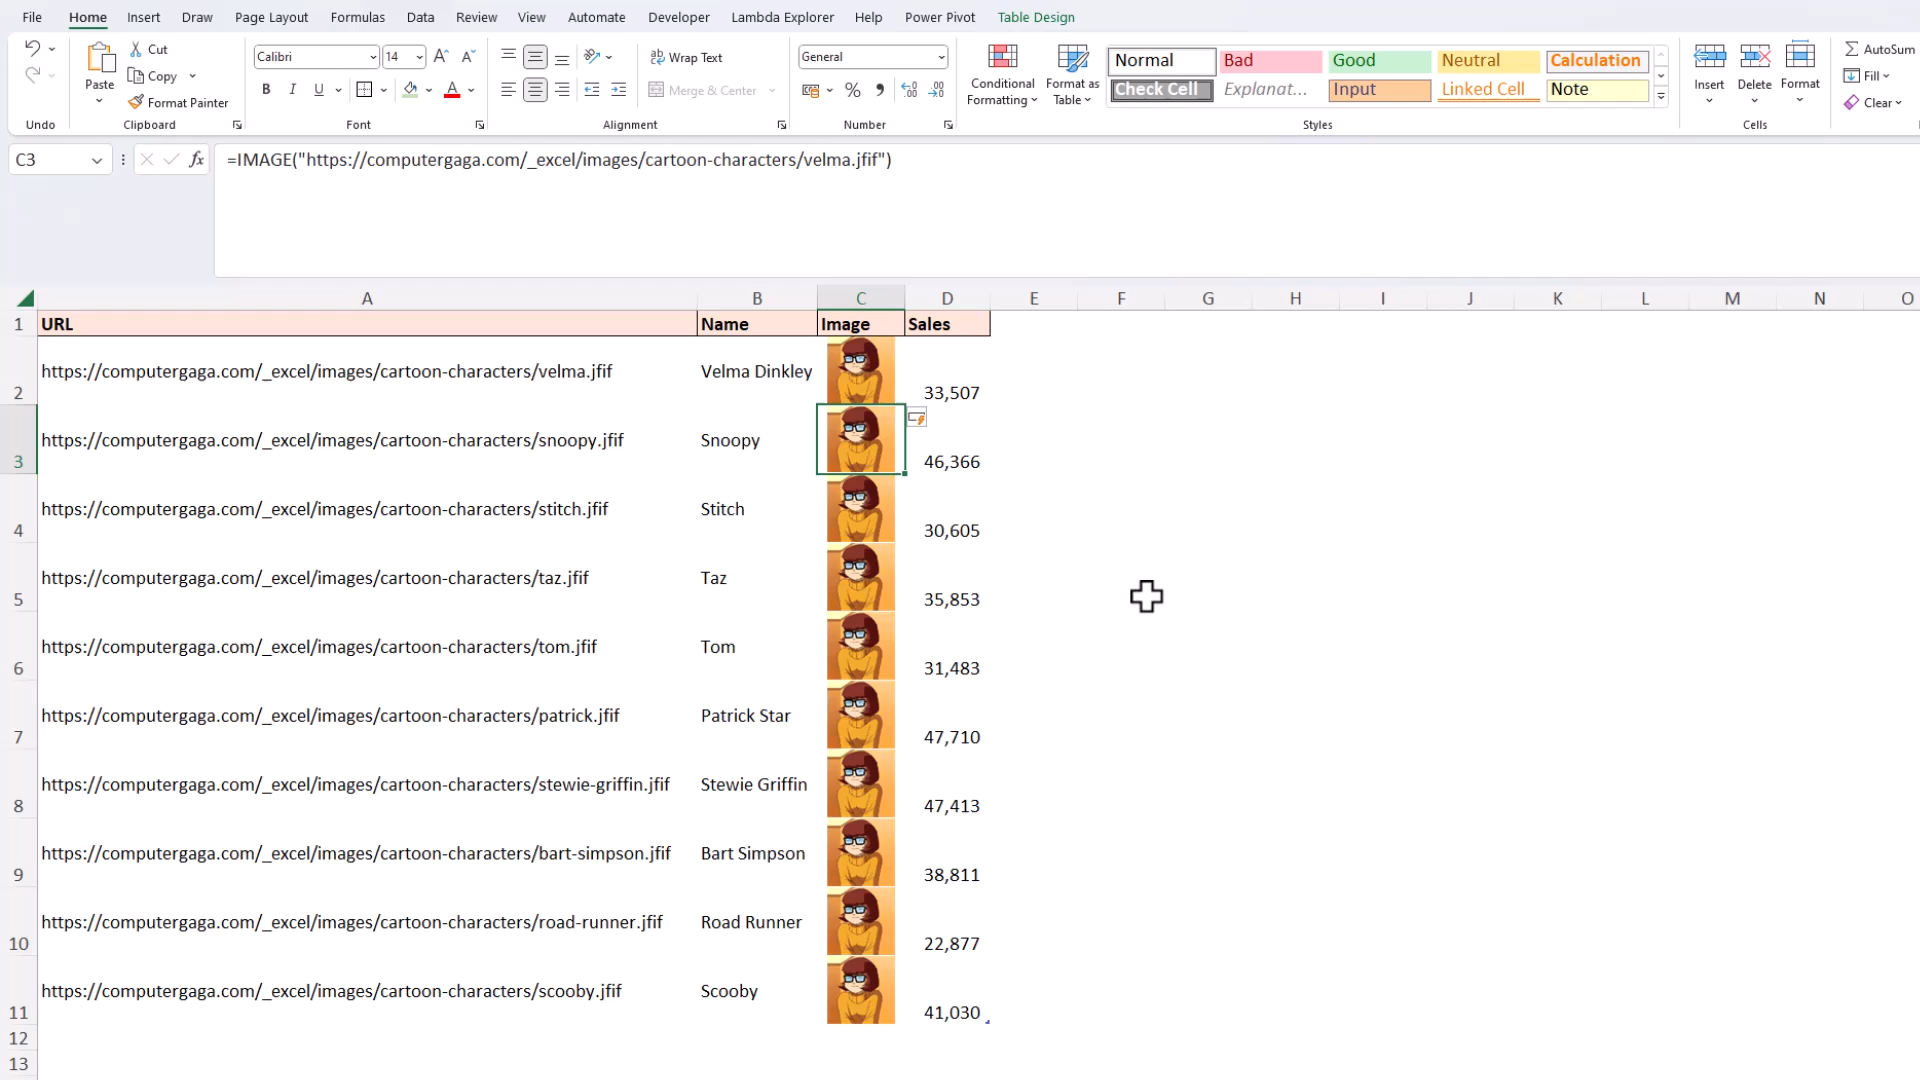 File Home Insert Draw Page Layout Formulas Data Review View Automate Developer Lambda Explorer Help Power Pivot Table Design
Cut
Copy
Format Painter
Paste
Calibri 14
B I U
Wrap Text
Merge & Center
General
Conditional Formatting
Format as Table
Normal Bad Good Neutral Calculation
Check Cell Explanat... Input Linked Cell Note
Insert Delete Format
AutoSum
Fill
Clear
Undo Clipboard Font Alignment Number Styles Cells
C3 fx =IMAGE("https://computergaga.com/_excel/images/cartoon-characters/velma.jfif")
A B C D E F G H I J K L M N O
1 URL Name Image Sales
2 https://computergaga.com/_excel/images/cartoon-characters/velma.jfif Velma Dinkley 33,507
3 https://computergaga.com/_excel/images/cartoon-characters/snoopy.jfif Snoopy 46,366
4 https://computergaga.com/_excel/images/cartoon-characters/stitch.jfif Stitch 30,605
5 https://computergaga.com/_excel/images/cartoon-characters/taz.jfif Taz 35,853
6 https://computergaga.com/_excel/images/cartoon-characters/tom.jfif Tom 31,483
7 https://computergaga.com/_excel/images/cartoon-characters/patrick.jfif Patrick Star 47,710
8 https://computergaga.com/_excel/images/cartoon-characters/stewie-griffin.jfif Stewie Griffin 47,413
9 https://computergaga.com/_excel/images/cartoon-characters/bart-simpson.jfif Bart Simpson 38,811
10 https://computergaga.com/_excel/images/cartoon-characters/road-runner.jfif Road Runner 22,877
11 https://computergaga.com/_excel/images/cartoon-characters/scooby.jfif Scooby 41,030
12
13